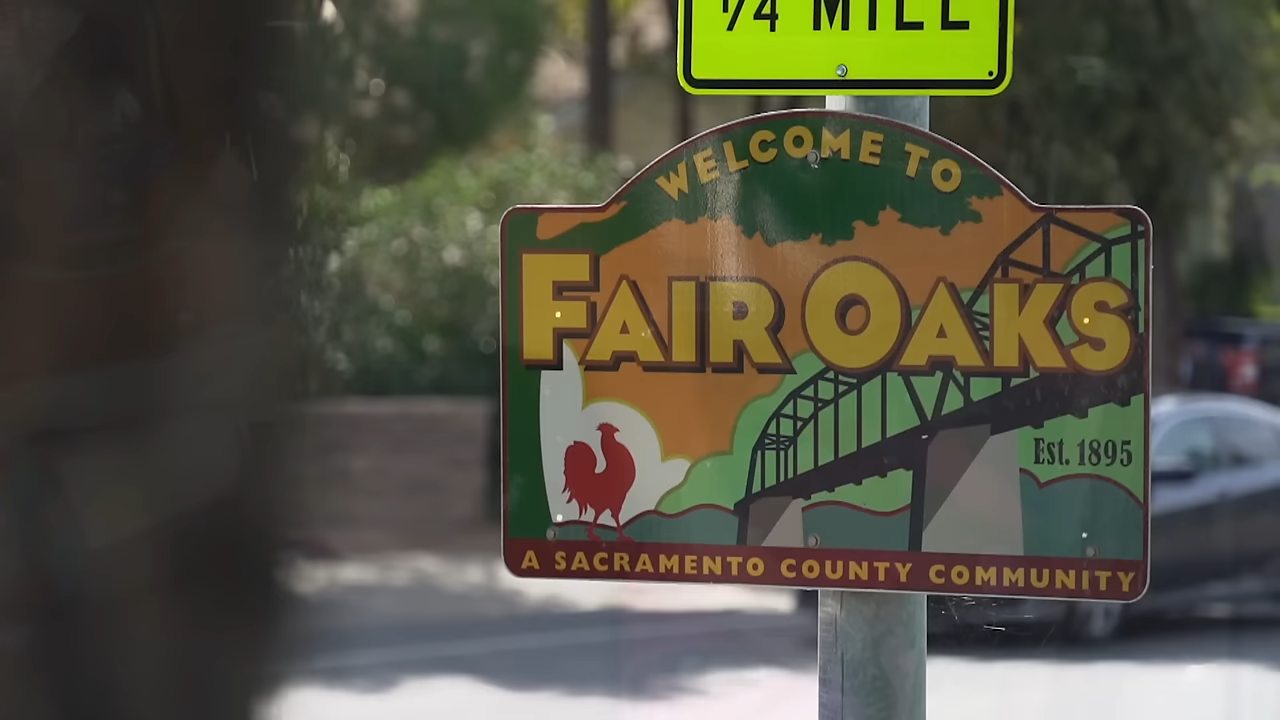 1/4 MILE
WELCOME TO
FAIR OAKS
Est. 1895
A SACRAMENTO COUNTY COMMUNITY